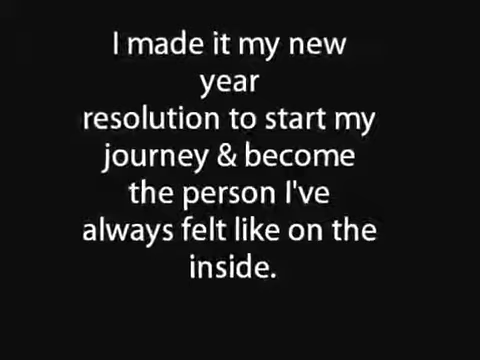 I made it my new
year
resolution to start my
journey & become
the person I've
always felt like on the
inside.